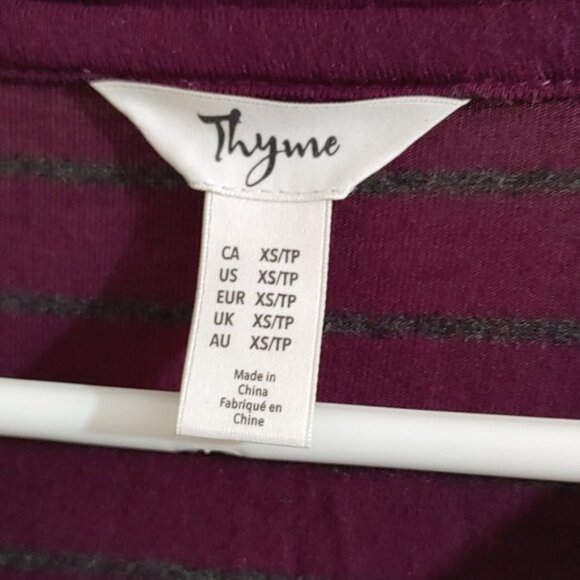 Thyme
CA XS/TP
US XS/TP
EUR XS/TP
UK XS/TP
AU XS/TP
Made in
China
Fabriqué en
Chine